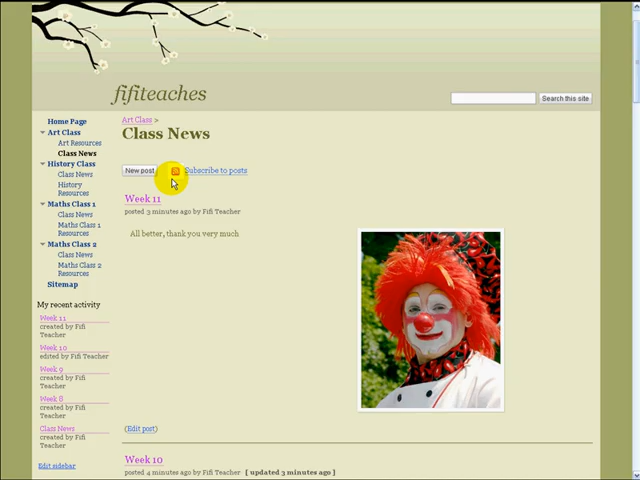 fifiteaches
Search this site
Home Page
Art Class
Art Resources
Class News
History Class
Class News
History
Resources
Maths Class 1
Class News
Maths Class 1
Resources
Maths Class 2
Class News
Maths Class 2
Resources
Sitemap
My recent activity
Week 11
created by Fifi
Teacher
Week 10
edited by Fifi Teacher
Week 9
created by Fifi
Teacher
Week 8
created by Fifi
Teacher
Class News
created by Fifi
Teacher
Edit sidebar
Art Class >
Class News
New post
Subscribe to posts
Week 11
posted 3 minutes ago by Fifi Teacher
All better, thank you very much
(Edit post)
Week 10
posted 4 minutes ago by Fifi Teacher [ updated 3 minutes ago ]